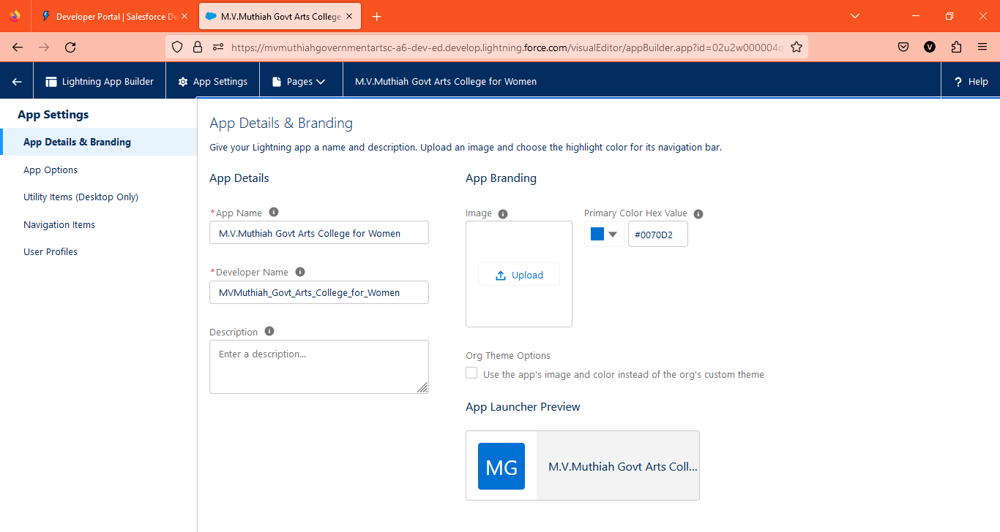 Developer Portal | Salesforce De
M.V.Muthiah Govt Arts College
https://mvmuthiahgovernmentartsc-a6-dev-ed.develop.lightning.force.com/visualEditor/appBuilder.app?id=02u2w000004q
V
Lightning App Builder
App Settings
Pages
M.V.Muthiah Govt Arts College for Women
? Help
App Settings
App Details & Branding
App Options
Utility Items (Desktop Only)
Navigation Items
User Profiles
App Details & Branding
Give your Lightning app a name and description. Upload an image and choose the highlight color for its navigation bar.
App Details
*App Name
M.V.Muthiah Govt Arts College for Women
*Developer Name
MVMuthiah_Govt_Arts_College_for_Women
Description
Enter a description...
App Branding
Image
Upload
Primary Color Hex Value
#0070D2
Org Theme Options
Use the app's image and color instead of the org's custom theme
App Launcher Preview
MG
M.V.Muthiah Govt Arts Coll...